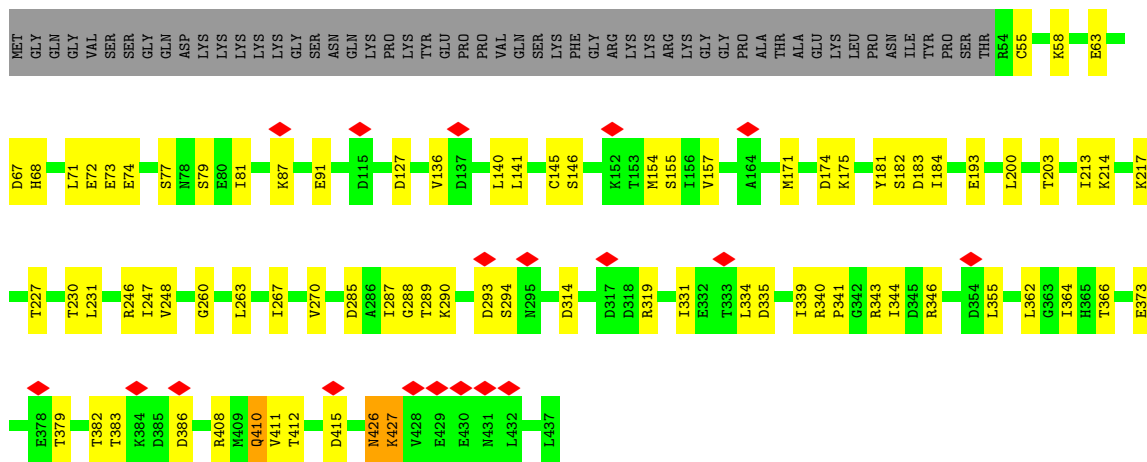 MET GLY GLN GLY VAL SER SER GLY GLN ASP LYS LYS LYS LYS LYS GLY SER ASN GLN LYS PRO LYS TYR GLU PRO PRO VAL GLN SER LYS PHE GLY ARG LYS LYS ARG LYS GLY GLY PRO ALA THR ALA GLU LYS LEU PRO ASN ILE TYR PRO SER THR R54 C55 K58 E63
D67 H68 L71 E72 E73 E74 S77 N78 S79 E80 I81 K87 E91 D115 D127 V136 D137 L140 L141 C145 S146 K152 T153 M154 S155 I156 V157 A164 M171 D174 K175 Y181 S182 D183 I184 E193 L200 T203 I213 K214 K217
T227 T230 L231 R246 I247 V248 G260 L263 I267 V270 D285 A286 I287 G288 T289 K290 D293 S294 N295 D314 D317 D318 R319 I331 E332 T333 L334 D335 I339 R340 P341 G342 R343 I344 D345 R346 D354 L355 L362 G363 I364 H365 T366 E373
E378 T379 T382 T383 K384 D385 D386 R408 M409 Q410 V411 T412 D415 N426 K427 V428 E429 E430 N431 L432 L437